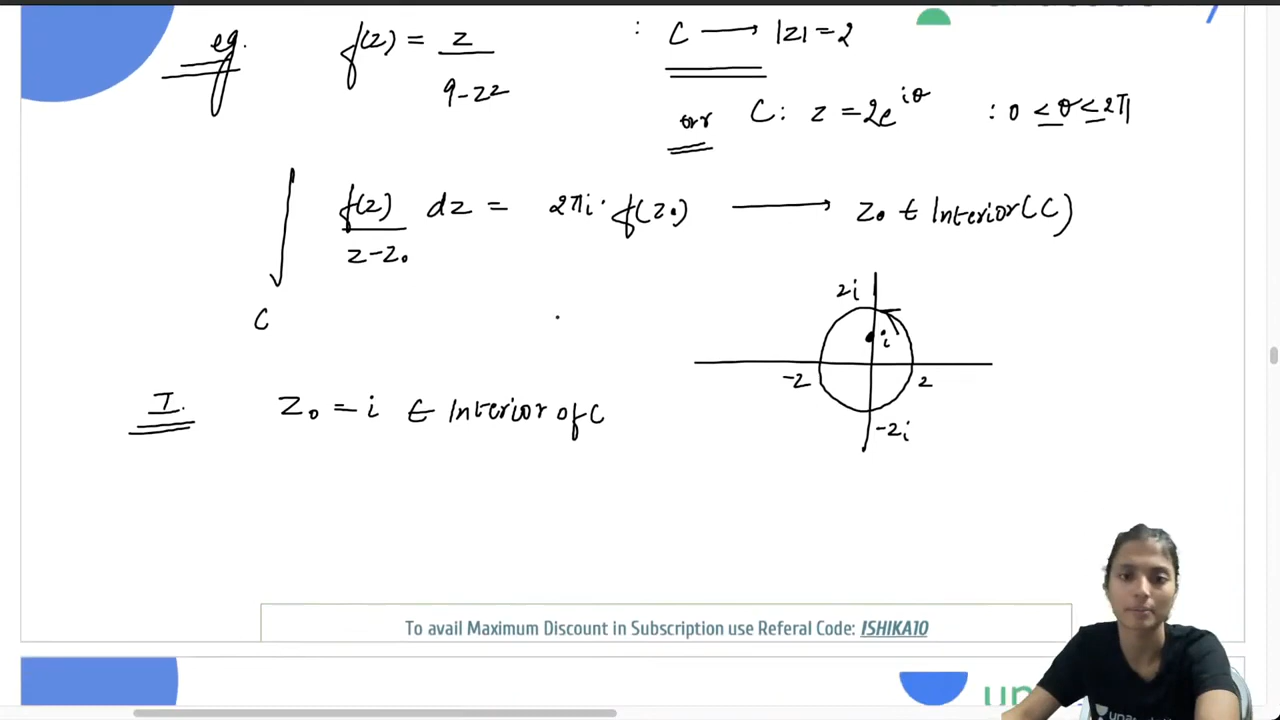 eg. f(z) = z / 9-z² : C → |z|=2
or C: z = 2e^{iθ} : 0 ≤ θ ≤ 2π
∫_C f(z) / z-z₀ dz = 2πi · f(z₀) → z₀ ∈ Interior(C)
2i
i
-2 2
I. z₀ = i ∈ Interior of C
-2i
To avail Maximum Discount in Subscription use Referal Code: ISHIKA10